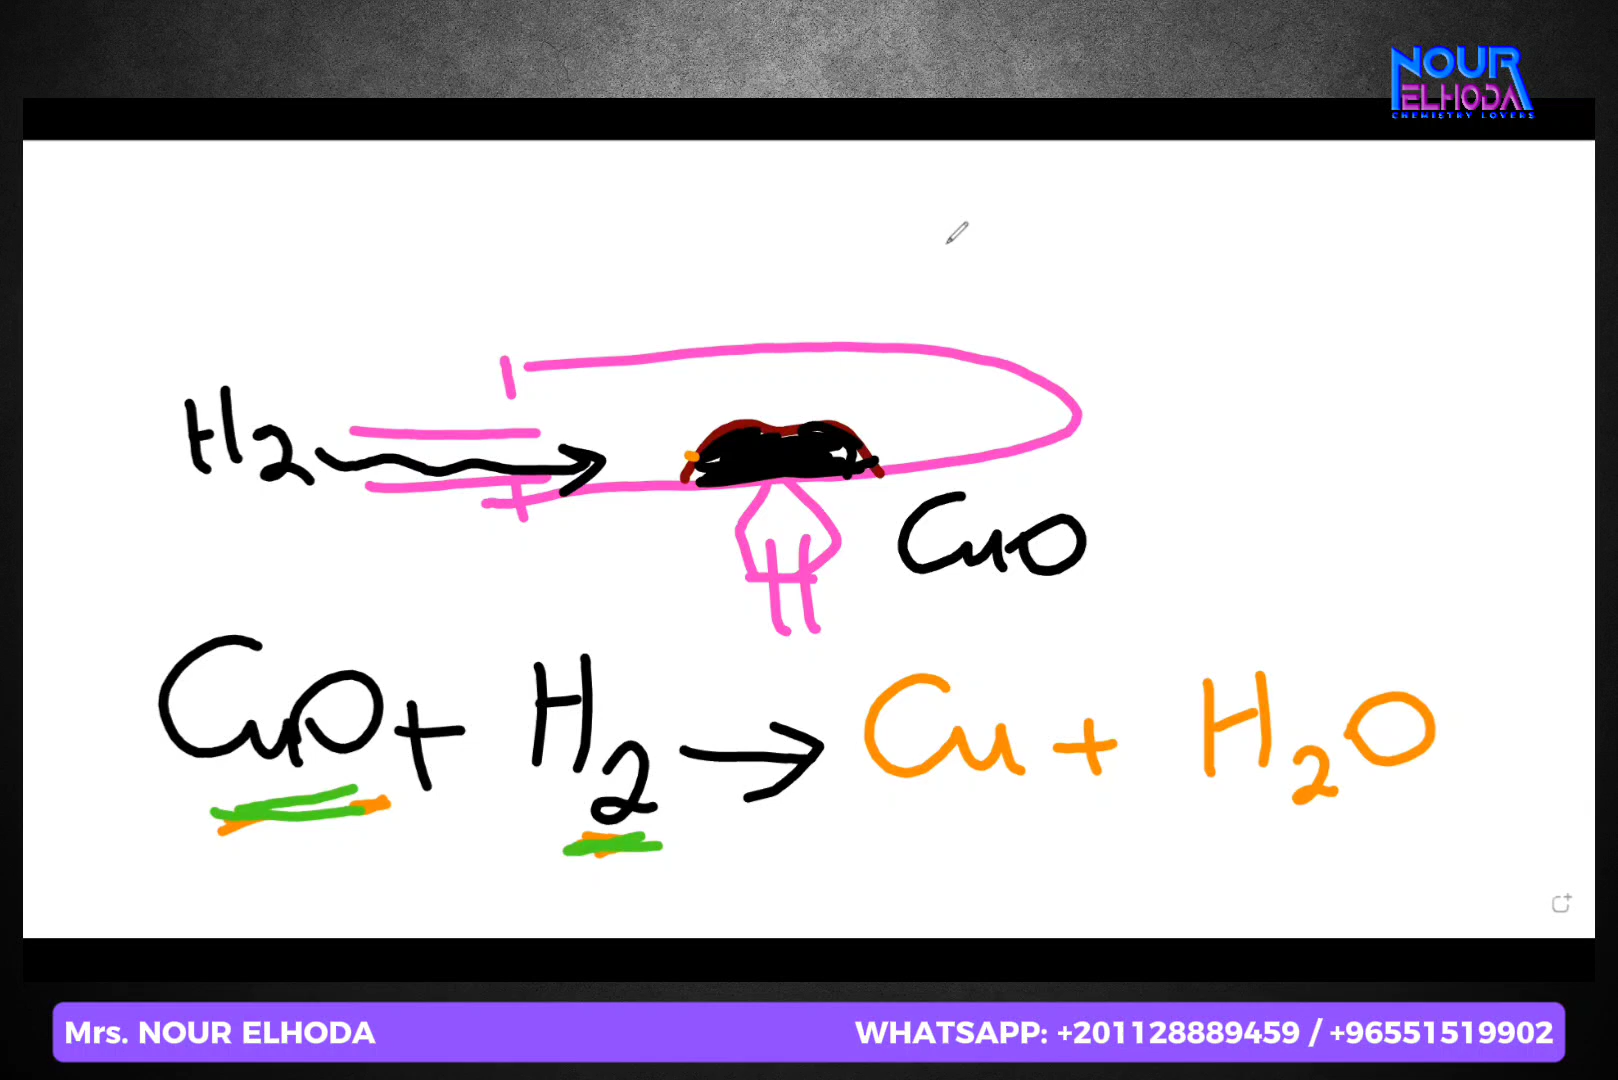 NOUR
ELHODA
CHEMISTRY LOVERS
H2
CuO
CuO + H2 → Cu + H2O
Mrs. NOUR ELHODA
WHATSAPP: +201128889459 / +96551519902